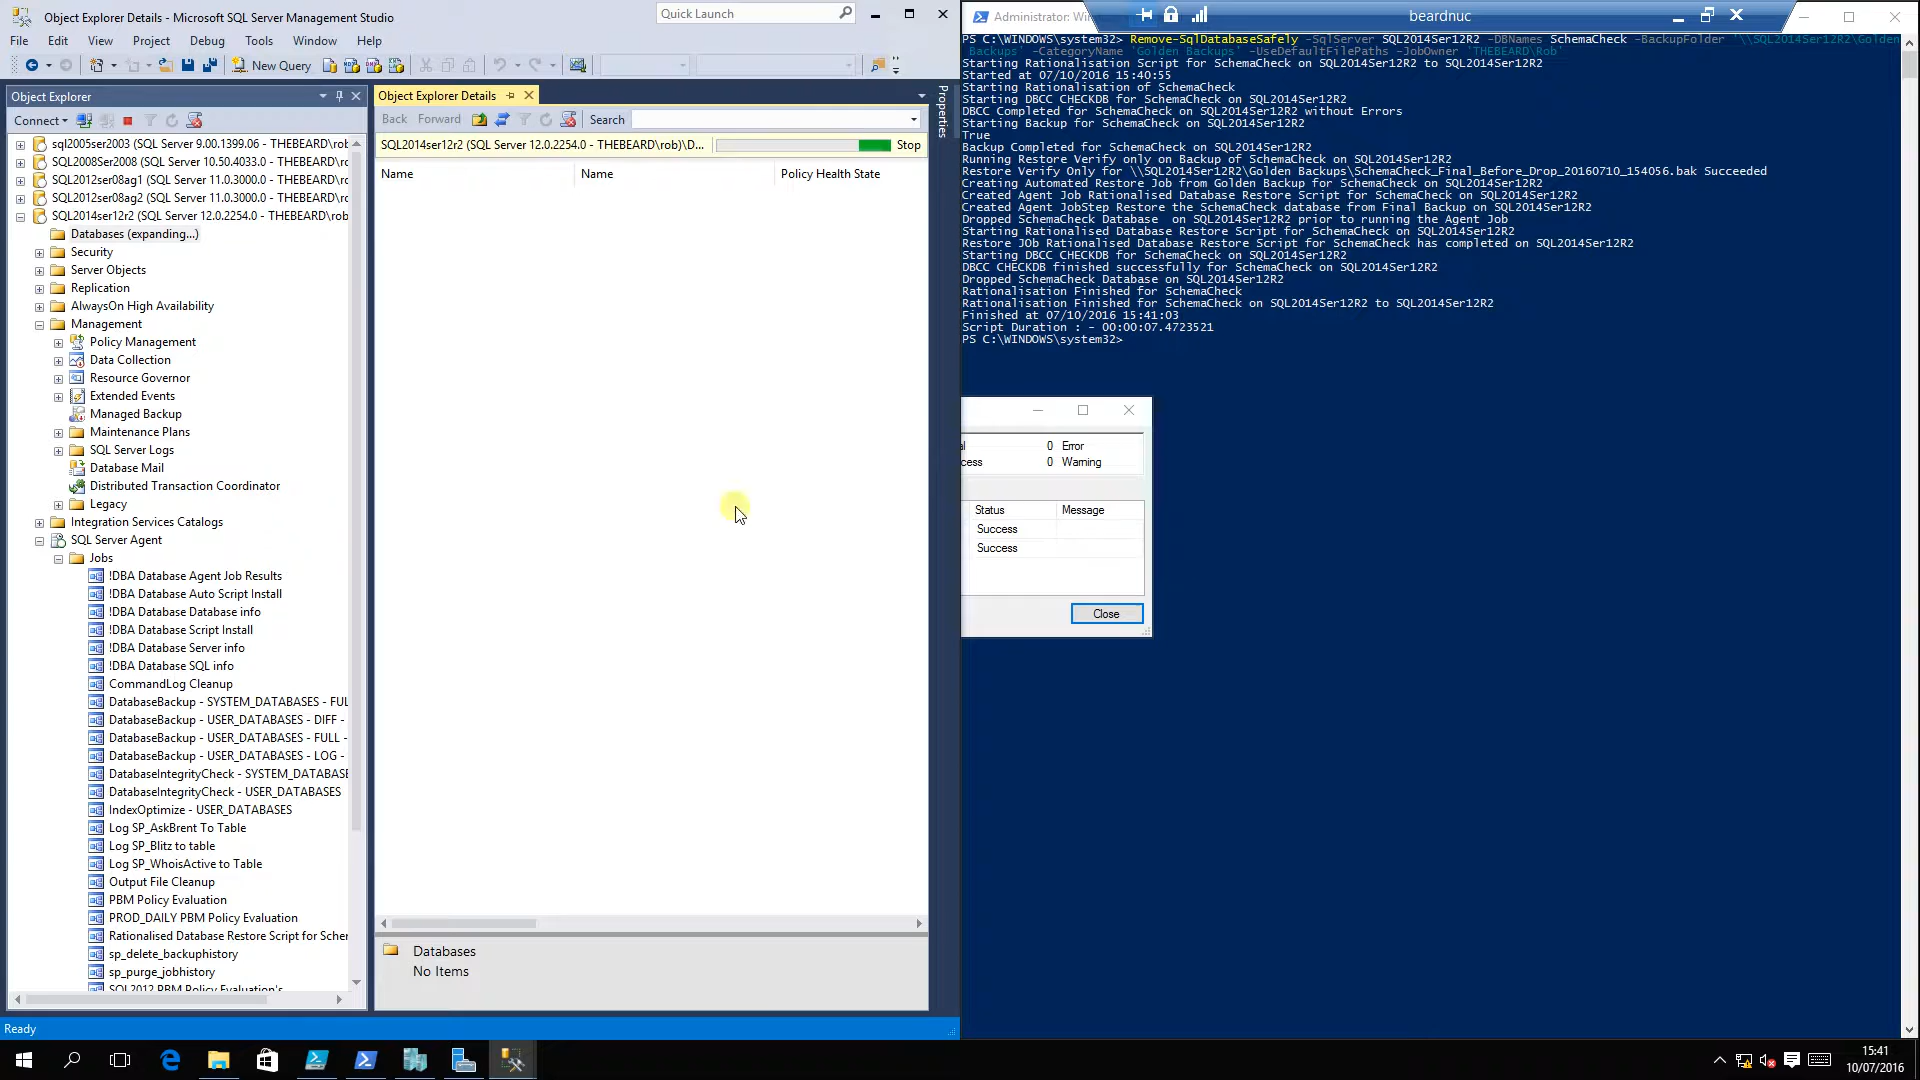 Object Explorer Details - Microsoft SQL Server Management Studio
Quick Launch
File Edit View Project Debug Tools Window Help
New Query
Object Explorer
Connect
sql2005ser2003 (SQL Server 9.00.1399.06 - THEBEARD\rob
SQL2008Ser2008 (SQL Server 10.50.4033.0 - THEBEARD\ro
SQL2012ser08ag1 (SQL Server 11.0.3000.0 - THEBEARD\ro
SQL2012ser08ag2 (SQL Server 11.0.3000.0 - THEBEARD\ro
SQL2014ser12r2 (SQL Server 12.0.2254.0 - THEBEARD\rob
Databases (expanding...)
Security
Server Objects
Replication
AlwaysOn High Availability
Management
Policy Management
Data Collection
Resource Governor
Extended Events
Managed Backup
Maintenance Plans
SQL Server Logs
Database Mail
Distributed Transaction Coordinator
Legacy
Integration Services Catalogs
SQL Server Agent
Jobs
!DBA Database Agent Job Results
!DBA Database Auto Script Install
!DBA Database Database info
!DBA Database Script Install
!DBA Database Server info
!DBA Database SQL info
CommandLog Cleanup
DatabaseBackup - SYSTEM_DATABASES - FUL
DatabaseBackup - USER_DATABASES - DIFF -
DatabaseBackup - USER_DATABASES - FULL -
DatabaseBackup - USER_DATABASES - LOG -
DatabaseIntegrityCheck - SYSTEM_DATABASE
DatabaseIntegrityCheck - USER_DATABASES
IndexOptimize - USER_DATABASES
Log SP_AskBrent To Table
Log SP_Blitz to table
Log SP_WhoisActive to Table
Output File Cleanup
PBM Policy Evaluation
PROD_DAILY PBM Policy Evaluation
Rationalised Database Restore Script for Scher
sp_delete_backuphistory
sp_purge_jobhistory
SQL2012 PBM Policy Evaluation's
Object Explorer Details
Back Forward Search
SQL2014ser12r2 (SQL Server 12.0.2254.0 - THEBEARD\rob)\D... Stop
Name Name Policy Health State
Databases
No Items
Properties
Ready
Administrator: Win
beardnuc
PS C:\WINDOWS\system32> Remove-SqlDatabaseSafely -SqlServer SQL2014Ser12R2 -DBNames SchemaCheck -BackupFolder '\\SQL2014Ser12R2\Golden
Backups' -CategoryName 'Golden Backups' -UseDefaultFilePaths -JobOwner 'THEBEARD\Rob'
Starting Rationalisation Script for SchemaCheck on SQL2014Ser12R2 to SQL2014Ser12R2
Started at 07/10/2016 15:40:55
Starting Rationalisation of SchemaCheck
Starting DBCC CHECKDB for SchemaCheck on SQL2014Ser12R2
DBCC Completed for SchemaCheck on SQL2014Ser12R2 without Errors
Starting Backup for SchemaCheck on SQL2014Ser12R2
True
Backup Completed for SchemaCheck on SQL2014Ser12R2
Running Restore Verify only on Backup of SchemaCheck on SQL2014Ser12R2
Restore Verify Only for \\SQL2014Ser12R2\Golden Backups\SchemaCheck_Final_Before_Drop_20160710_154056.bak Succeeded
Creating Automated Restore Job from Golden Backup for SchemaCheck on SQL2014Ser12R2
Created Agent Job Rationalised Database Restore Script for SchemaCheck on SQL2014Ser12R2
Created Agent JobStep Restore the SchemaCheck database from Final Backup on SQL2014Ser12R2
Dropped SchemaCheck Database on SQL2014Ser12R2 prior to running the Agent Job
Starting Rationalised Database Restore Script for SchemaCheck on SQL2014Ser12R2
Restore JOb Rationalised Database Restore Script for SchemaCheck has completed on SQL2014Ser12R2
Starting DBCC CHECKDB for SchemaCheck on SQL2014Ser12R2
DBCC CHECKDB finished successfully for SchemaCheck on SQL2014Ser12R2
Dropped SchemaCheck Database on SQL2014Ser12R2
Rationalisation Finished for SchemaCheck
Rationalisation Finished for SchemaCheck on SQL2014Ser12R2 to SQL2014Ser12R2
Finished at 07/10/2016 15:41:03
Script Duration : - 00:00:07.4723521
PS C:\WINDOWS\system32>
al 0 Error
cess 0 Warning
Status Message
Success
Success
Close
15:41
10/07/2016